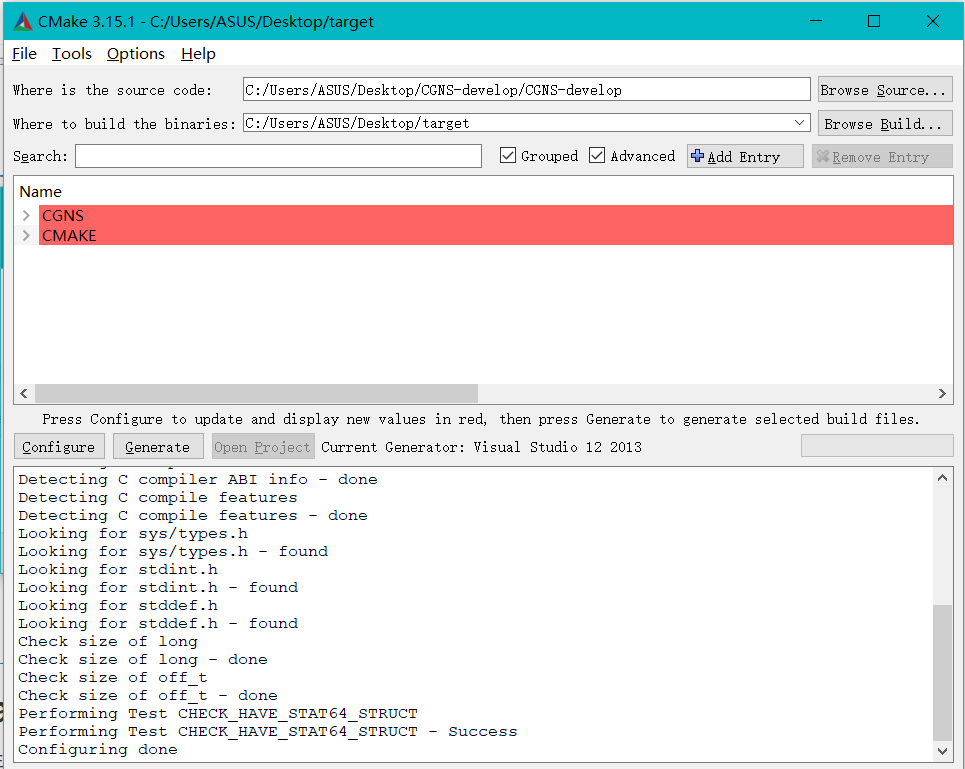 CMake 3.15.1 - C:/Users/ASUS/Desktop/target
File Tools Options Help
Where is the source code: C:/Users/ASUS/Desktop/CGNS-develop/CGNS-develop Browse Source...
Where to build the binaries: C:/Users/ASUS/Desktop/target Browse Build...
Search: Grouped Advanced Add Entry Remove Entry
Name
CGNS
CMAKE
Press Configure to update and display new values in red, then press Generate to generate selected build files.
Configure Generate Open Project Current Generator: Visual Studio 12 2013
Detecting C compiler ABI info - done
Detecting C compile features
Detecting C compile features - done
Looking for sys/types.h
Looking for sys/types.h - found
Looking for stdint.h
Looking for stdint.h - found
Looking for stddef.h
Looking for stddef.h - found
Check size of long
Check size of long - done
Check size of off_t
Check size of off_t - done
Performing Test CHECK_HAVE_STAT64_STRUCT
Performing Test CHECK_HAVE_STAT64_STRUCT - Success
Configuring done